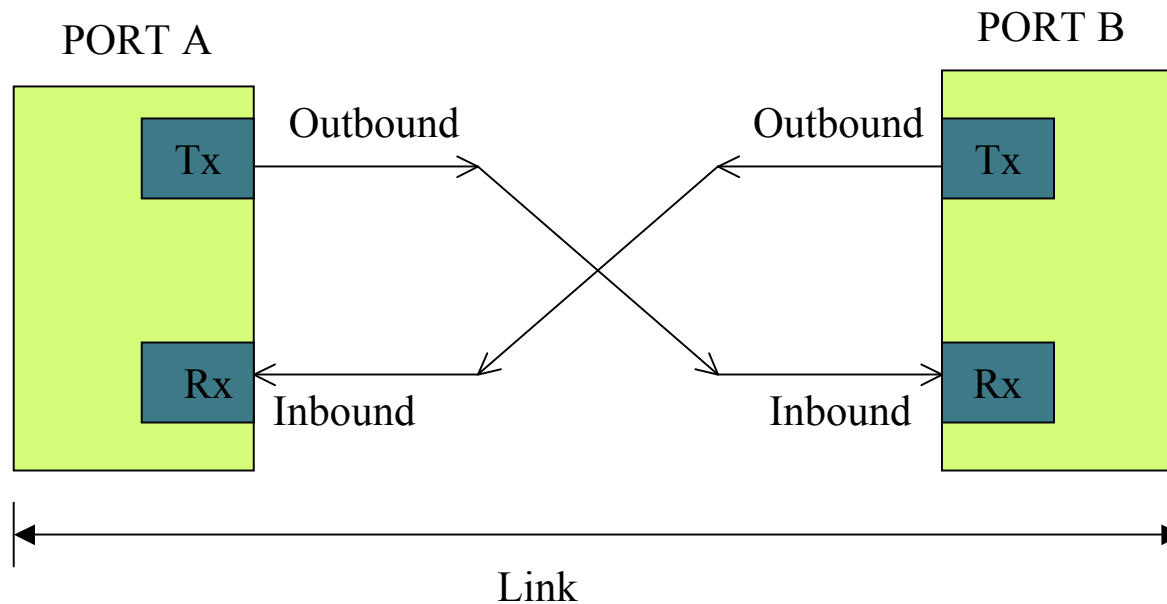 PORT A
PORT B
Outbound
Outbound
Tx
Tx
Rx
Rx
Inbound
Inbound
Link